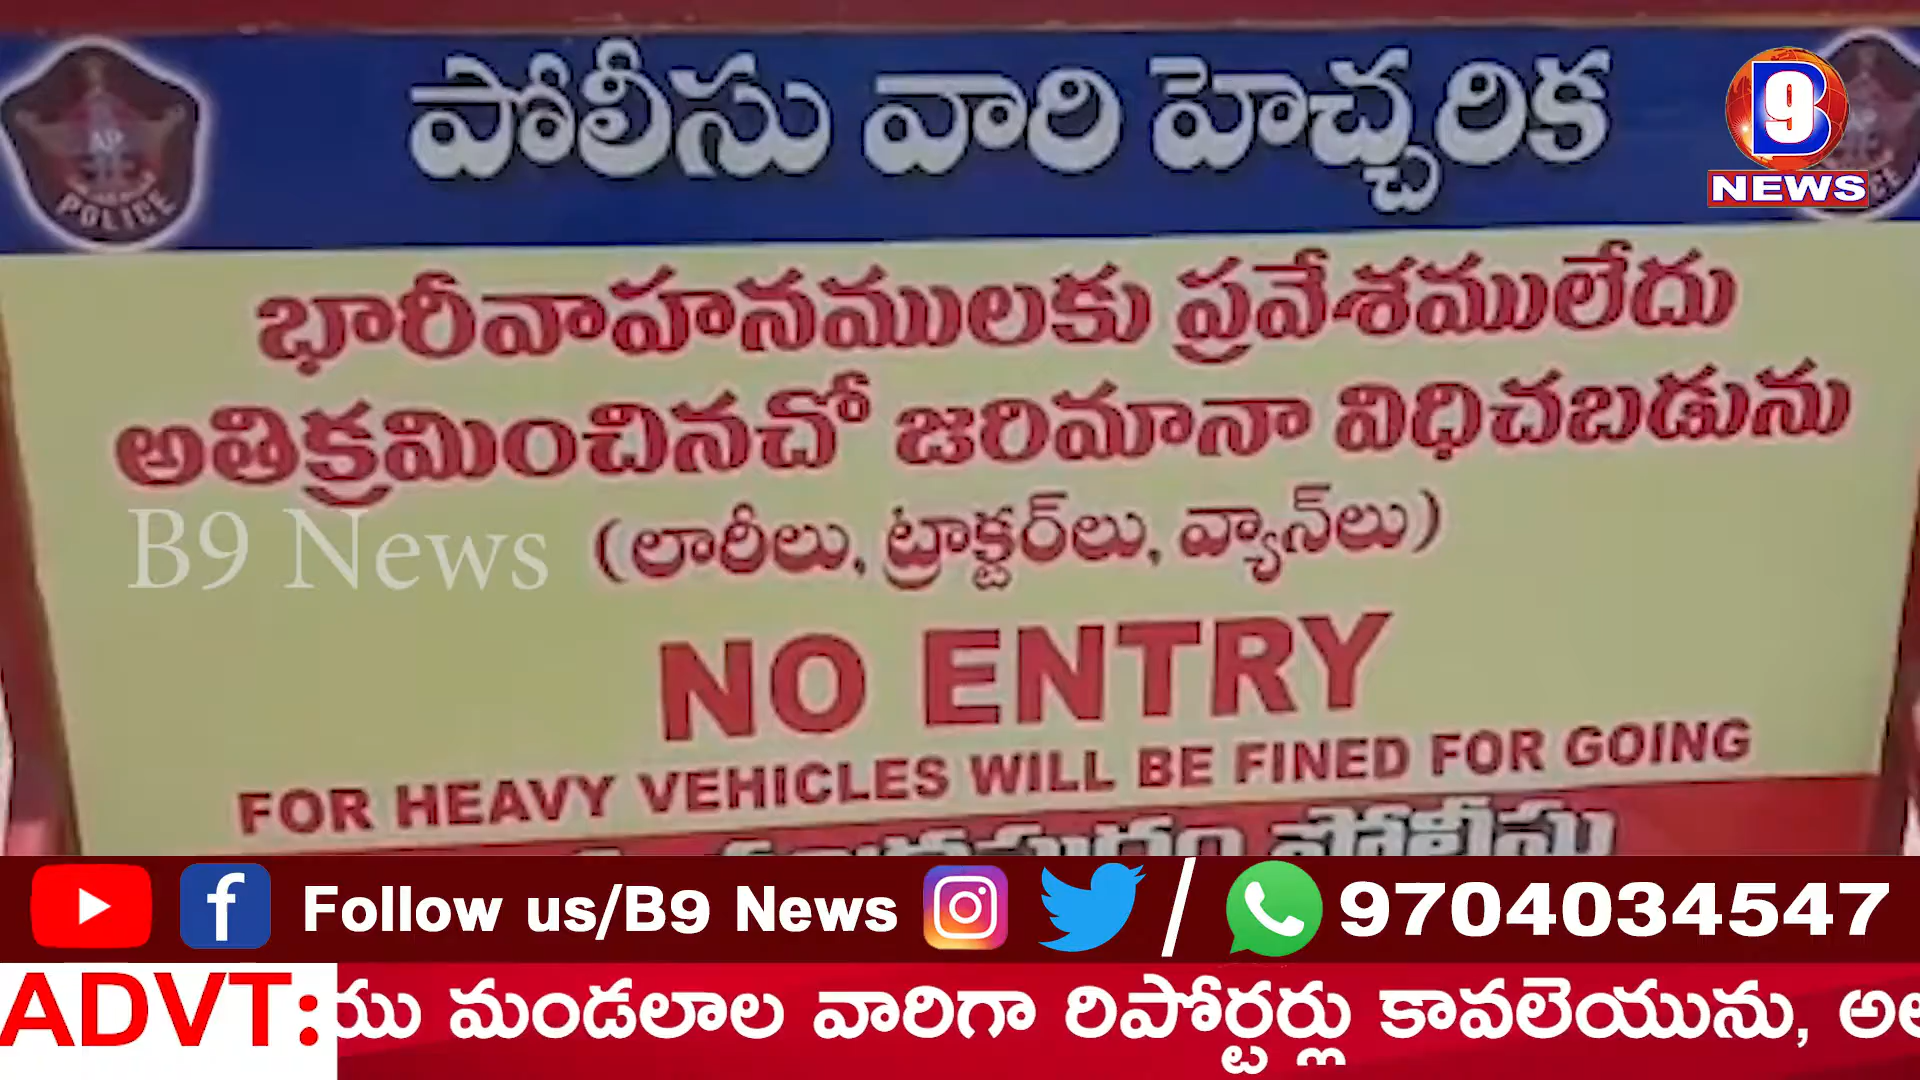 పోలీసు వారి హెచ్చరిక
B9
NEWS
AP
POLICE
భారీవాహనములకు ప్రవేశములేదు
అతిక్రమించినచో జరిమానా విధిచబడును
(లారీలు, ట్రాక్టర్‌లు, వ్యాన్‌లు)
B9 News
NO ENTRY
FOR HEAVY VEHICLES WILL BE FINED FOR GOING
పోలీసు
Follow us/B9 News / 9704034547
ADVT: మండలాల వారిగా రిపోర్టర్లు కావలెయును,